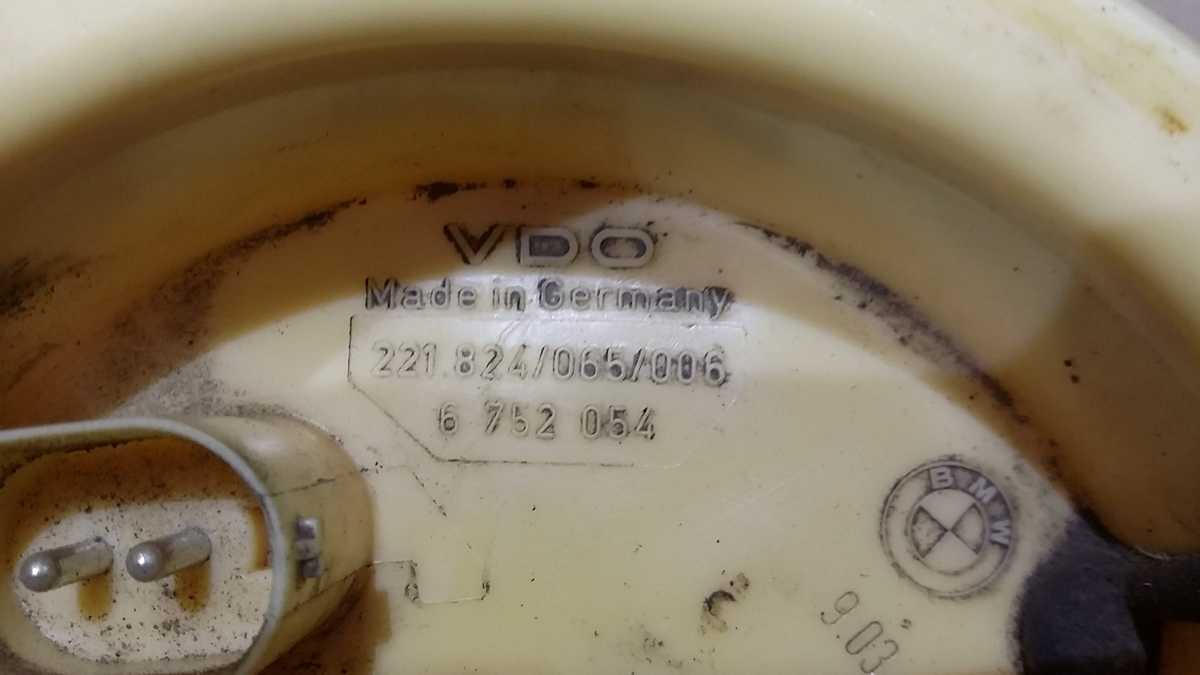 VDO
Made in Germany
221.824/065/006
6 752 054
BMW
9.03